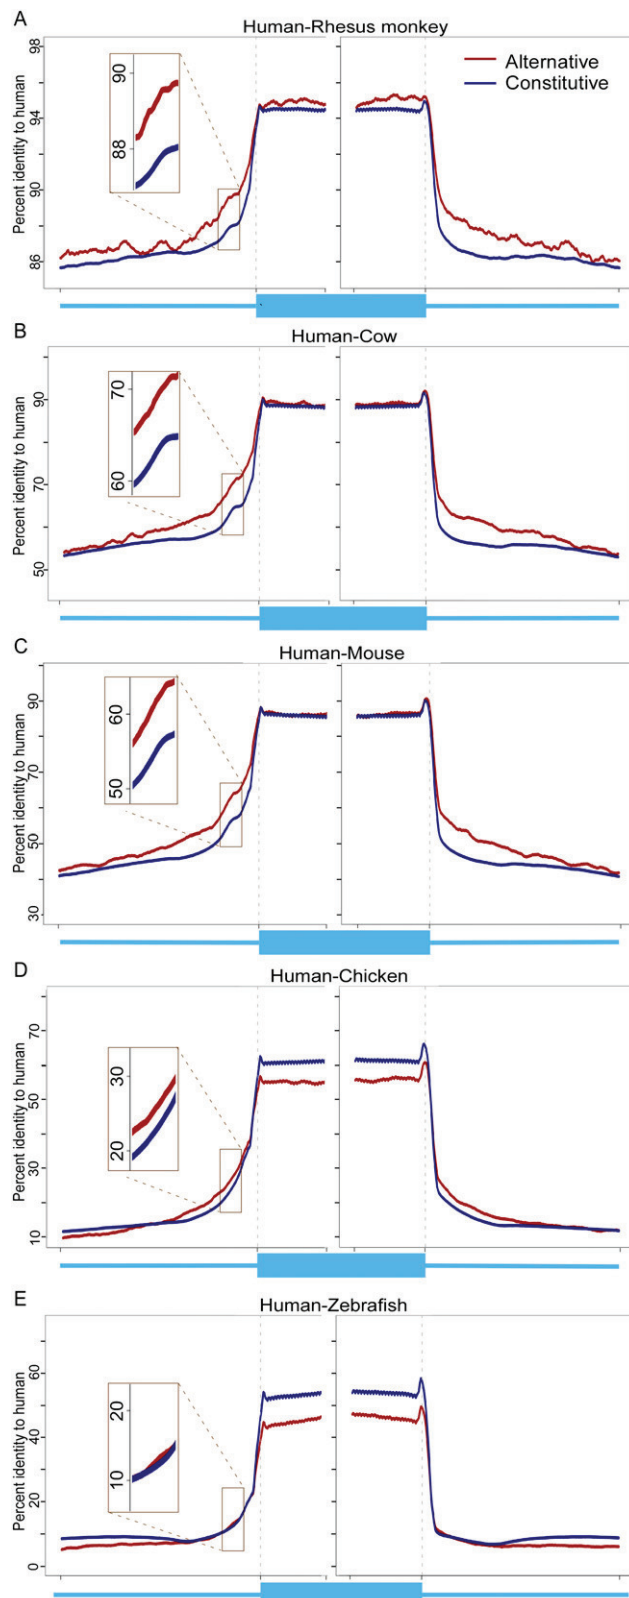 A
Human-Rhesus monkey
Percent identity to human
98
94
90
86
90
88
Alternative
Constitutive
B
Human-Cow
Percent identity to human
90
70
50
70
60
C
Human-Mouse
Percent identity to human
90
70
50
30
60
50
D
Human-Chicken
Percent identity to human
70
50
30
10
30
20
E
Human-Zebrafish
Percent identity to human
60
40
20
0
20
10